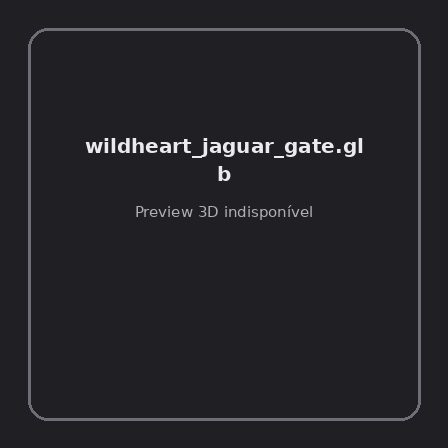 wildheart_jaguar_gate.gl
b
Preview 3D indisponível